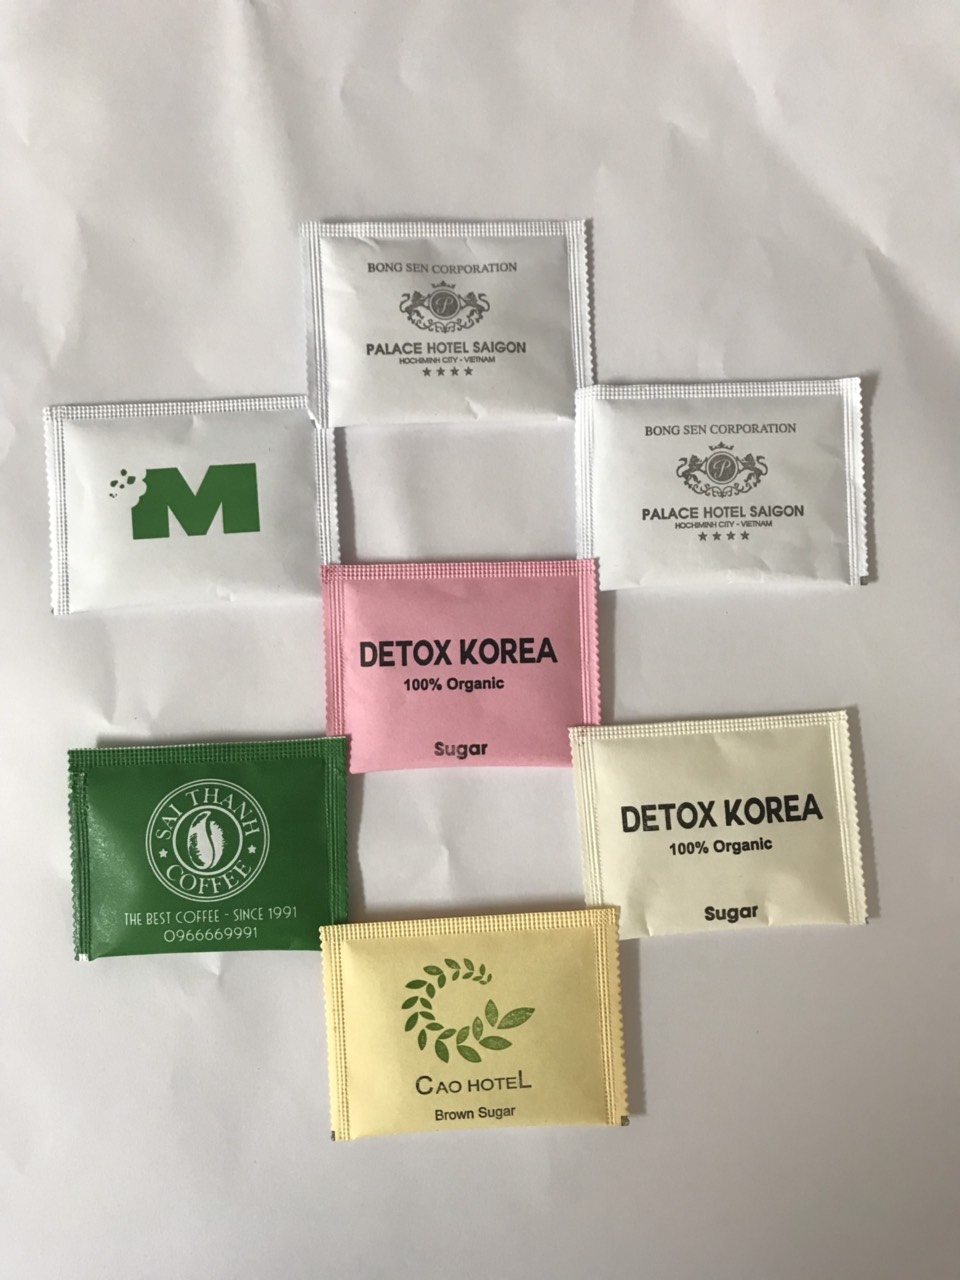 BONG SEN CORPORATION
P
PALACE HOTEL SAIGON
HOCHIMINH CITY - VIETNAM
M
BONG SEN CORPORATION
P
PALACE HOTEL SAIGON
HOCHIMINH CITY - VIETNAM
DETOX KOREA
100% Organic
Sugar
SAI THANH
COFFEE
THE BEST COFFEE - SINCE 1991
0966669991
DETOX KOREA
100% Organic
Sugar
CAO HOTEL
Brown Sugar